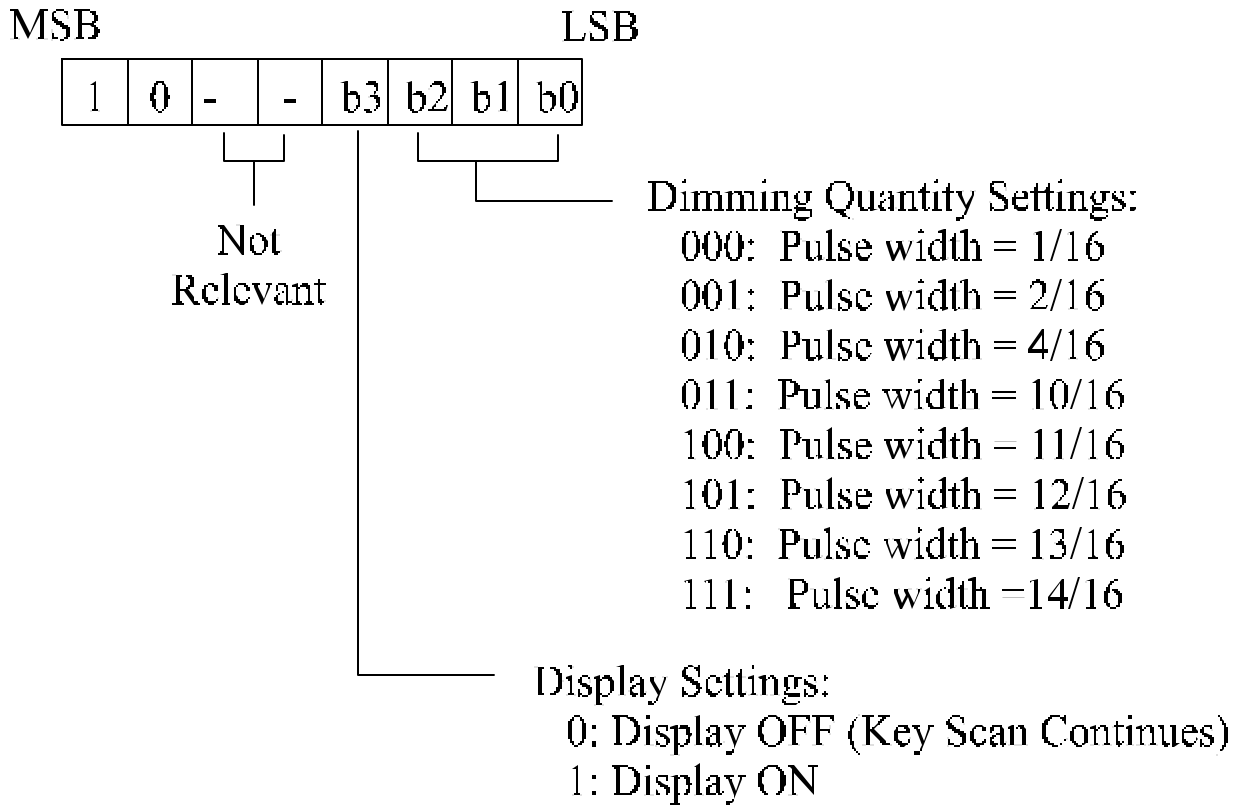 MSB LSB
1 0 - - b3 b2 b1 b0
Not
Relevant
Dimming Quantity Settings:
000: Pulse width = 1/16
001: Pulse width = 2/16
010: Pulse width = 4/16
011: Pulse width = 10/16
100: Pulse width = 11/16
101: Pulse width = 12/16
110: Pulse width = 13/16
111: Pulse width =14/16
Display Settings:
0: Display OFF (Key Scan Continues)
1: Display ON